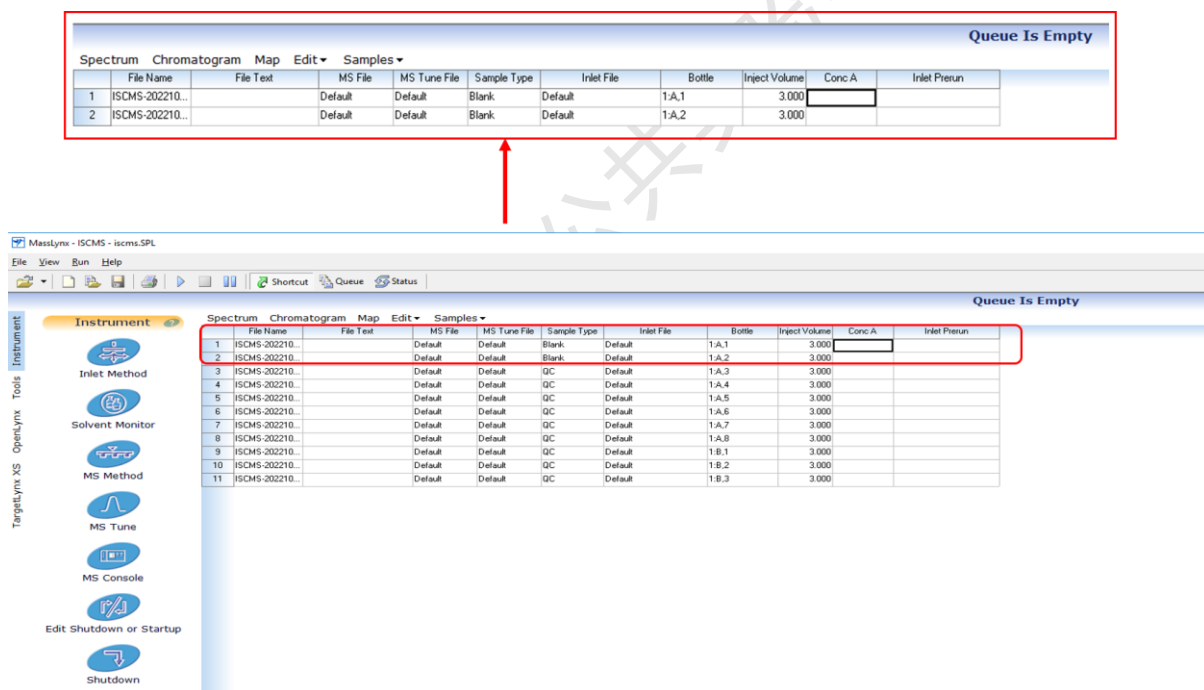 Queue Is Empty
Spectrum Chromatogram Map Edit Samples
File Name File Text MS File MS Tune File Sample Type Inlet File Bottle Inject Volume Conc A Inlet Prerun
1 ISCMS-202210... Default Default Blank Default 1:A,1 3.000
2 ISCMS-202210... Default Default Blank Default 1:A,2 3.000
公共
MassLynx - ISCMS - iscms.SPL
File View Run Help
Shortcut Queue Status
Queue Is Empty
Instrument
Spectrum Chromatogram Map Edit Samples
File Name File Text MS File MS Tune File Sample Type Inlet File Bottle Inject Volume Conc A Inlet Prerun
1 ISCMS-202210... Default Default Blank Default 1:A,1 3.000
2 ISCMS-202210... Default Default Blank Default 1:A,2 3.000
3 ISCMS-202210... Default Default QC Default 1:A,3 3.000
4 ISCMS-202210... Default Default QC Default 1:A,4 3.000
5 ISCMS-202210... Default Default QC Default 1:A,5 3.000
6 ISCMS-202210... Default Default QC Default 1:A,6 3.000
7 ISCMS-202210... Default Default QC Default 1:A,7 3.000
8 ISCMS-202210... Default Default QC Default 1:A,8 3.000
9 ISCMS-202210... Default Default QC Default 1:B,1 3.000
10 ISCMS-202210... Default Default QC Default 1:B,2 3.000
11 ISCMS-202210... Default Default QC Default 1:B,3 3.000
Inlet Method
Solvent Monitor
MS Method
MS Tune
MS Console
Edit Shutdown or Startup
Shutdown
Instrument
Tools
OpenLynx
TargetLynx XS